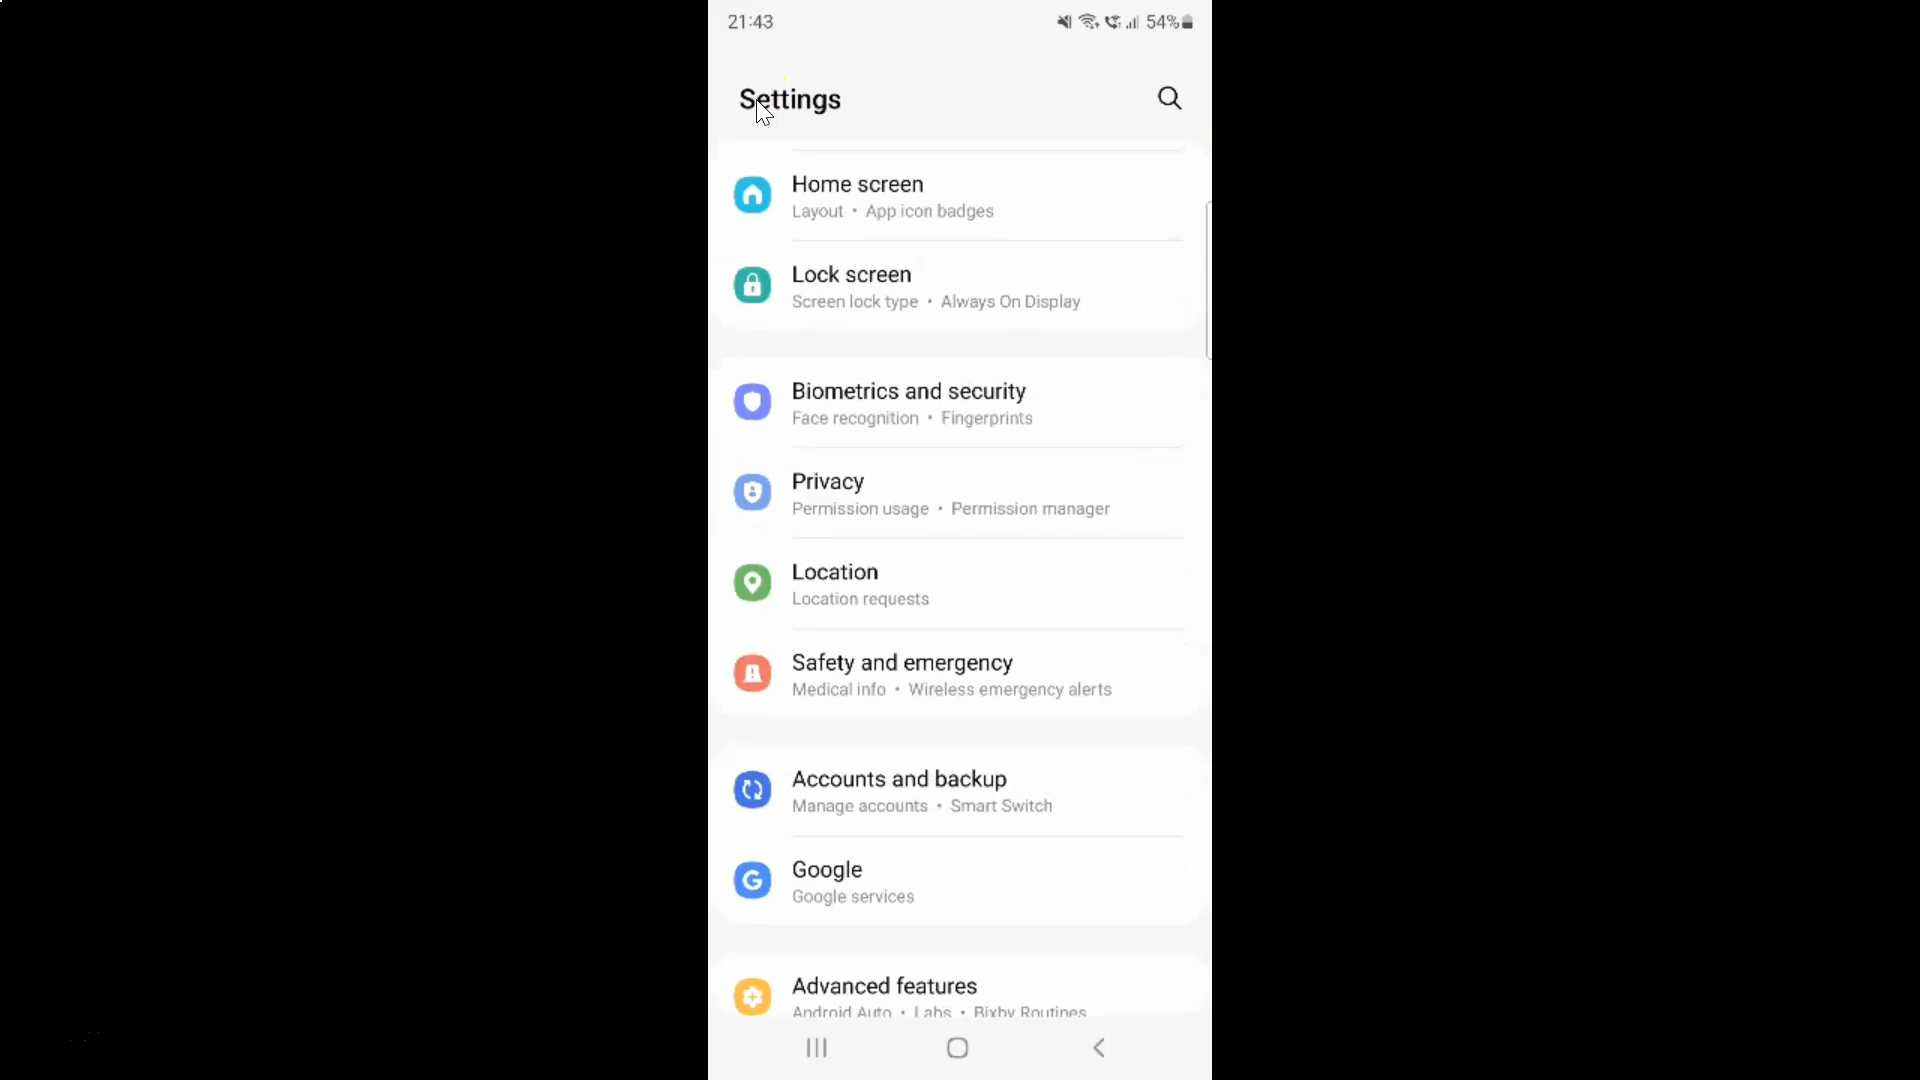 21:43
54%
Settings
Home screen
Layout • App icon badges
Lock screen
Screen lock type • Always On Display
Biometrics and security
Face recognition • Fingerprints
Privacy
Permission usage • Permission manager
Location
Location requests
Safety and emergency
Medical info • Wireless emergency alerts
Accounts and backup
Manage accounts • Smart Switch
Google
Google services
Advanced features
Android Auto • Labs • Bixby Routines